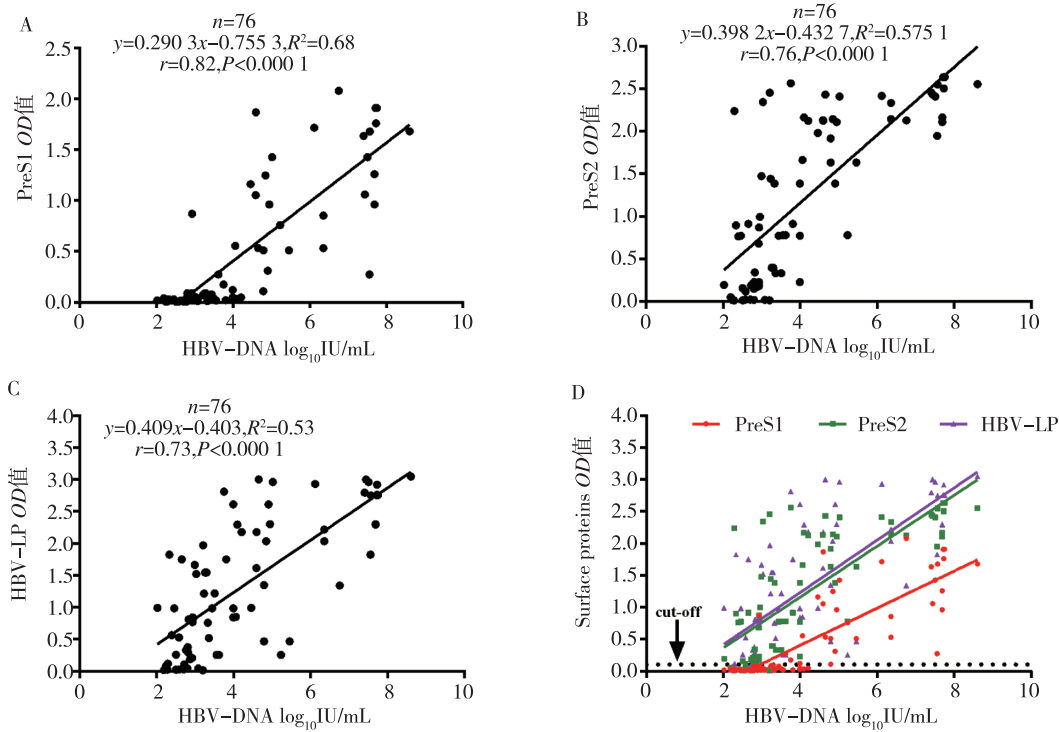 A
n=76
y=0.290 3x−0.755 3,R²=0.68
r=0.82,P<0.000 1
2.5
2.0
1.5
1.0
0.5
0.0
PreS1 OD值
0
2
4
6
8
10
HBV−DNA log₁₀IU/mL
B
n=76
y=0.398 2x−0.432 7,R²=0.575 1
r=0.76,P<0.000 1
3.0
2.5
2.0
1.5
1.0
0.5
0.0
PreS2 OD值
0
2
4
6
8
10
HBV−DNA log₁₀IU/mL
C
n=76
y=0.409x−0.403,R²=0.53
r=0.73,P<0.000 1
4.0
3.5
3.0
2.5
2.0
1.5
1.0
0.5
0.0
HBV−LP OD值
0
2
4
6
8
10
HBV−DNA log₁₀IU/mL
D
PreS1 PreS2 HBV−LP
4.0
3.5
3.0
2.5
2.0
1.5
1.0
0.5
0.0
Surface proteins OD值
cut−off
0
2
4
6
8
10
HBV−DNA log₁₀IU/mL